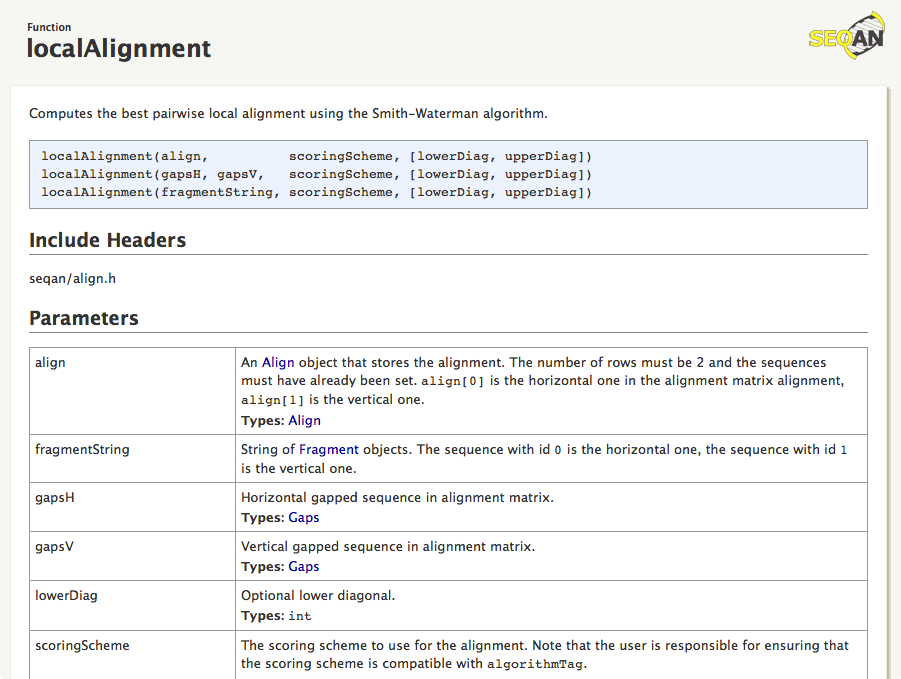 Function
localAlignment
SEQAN
Computes the best pairwise local alignment using the Smith-Waterman algorithm.
localAlignment(align,          scoringScheme, [lowerDiag, upperDiag])
localAlignment(gapsH, gapsV,   scoringScheme, [lowerDiag, upperDiag])
localAlignment(fragmentString, scoringScheme, [lowerDiag, upperDiag])
Include Headers
seqan/align.h
Parameters
align
An Align object that stores the alignment. The number of rows must be 2 and the sequences
must have already been set. align[0] is the horizontal one in the alignment matrix alignment,
align[1] is the vertical one.
Types: Align
fragmentString
String of Fragment objects. The sequence with id 0 is the horizontal one, the sequence with id 1
is the vertical one.
gapsH
Horizontal gapped sequence in alignment matrix.
Types: Gaps
gapsV
Vertical gapped sequence in alignment matrix.
Types: Gaps
lowerDiag
Optional lower diagonal.
Types: int
scoringScheme
The scoring scheme to use for the alignment. Note that the user is responsible for ensuring that
the scoring scheme is compatible with algorithmTag.